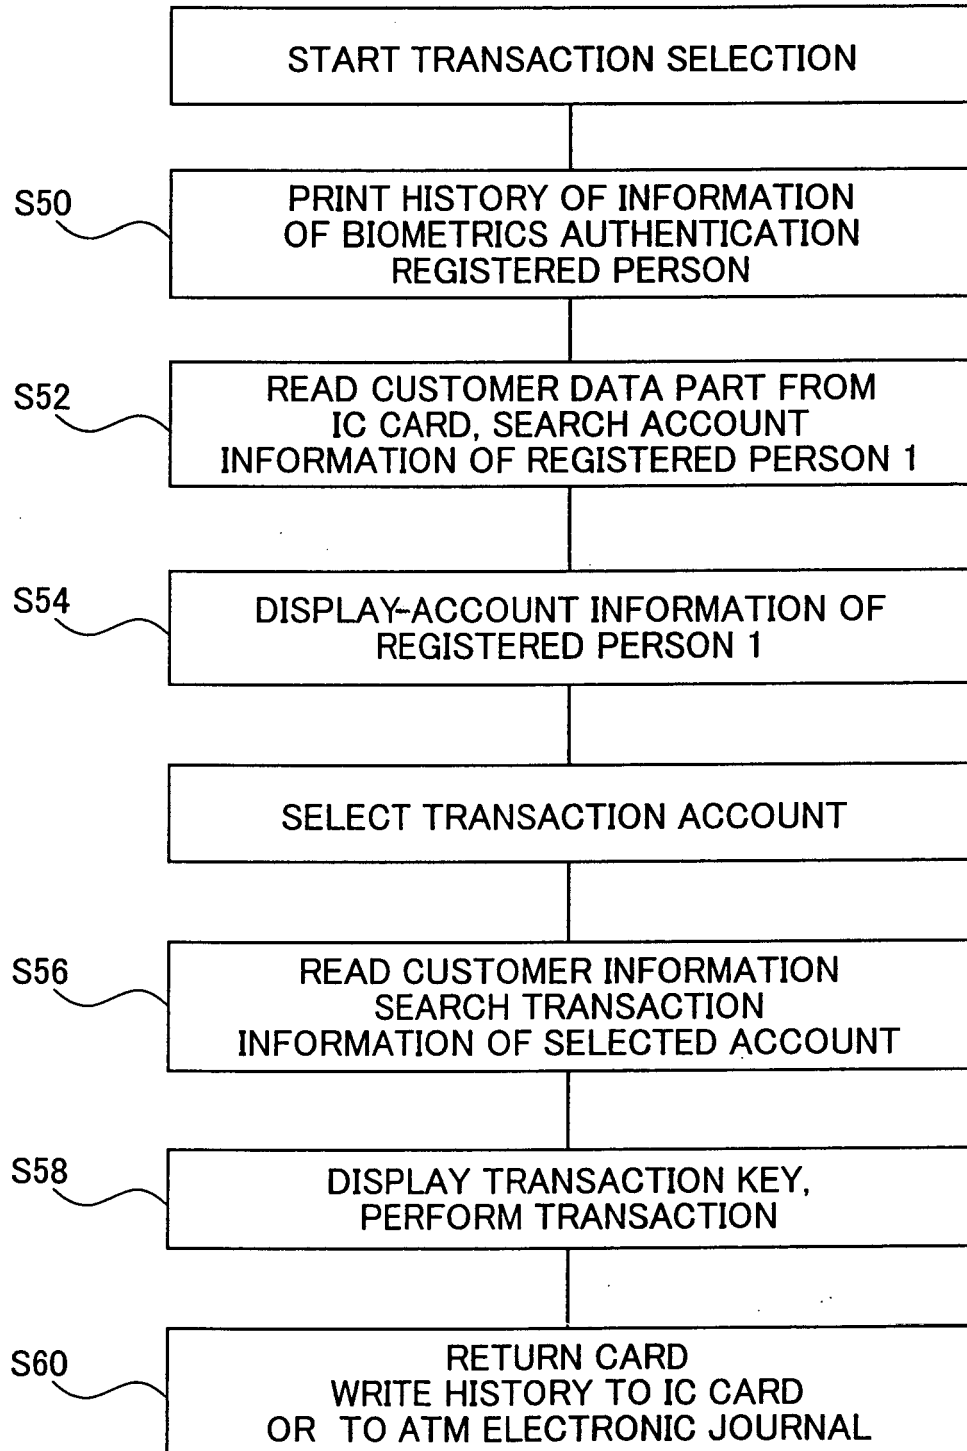 START TRANSACTION SELECTION
S50
PRINT HISTORY OF INFORMATION
OF BIOMETRICS AUTHENTICATION
REGISTERED PERSON
S52
READ CUSTOMER DATA PART FROM
IC CARD, SEARCH ACCOUNT
INFORMATION OF REGISTERED PERSON 1
S54
DISPLAY-ACCOUNT INFORMATION OF
REGISTERED PERSON 1
SELECT TRANSACTION ACCOUNT
S56
READ CUSTOMER INFORMATION
SEARCH TRANSACTION
INFORMATION OF SELECTED ACCOUNT
S58
DISPLAY TRANSACTION KEY,
PERFORM TRANSACTION
S60
RETURN CARD
WRITE HISTORY TO IC CARD
OR TO ATM ELECTRONIC JOURNAL